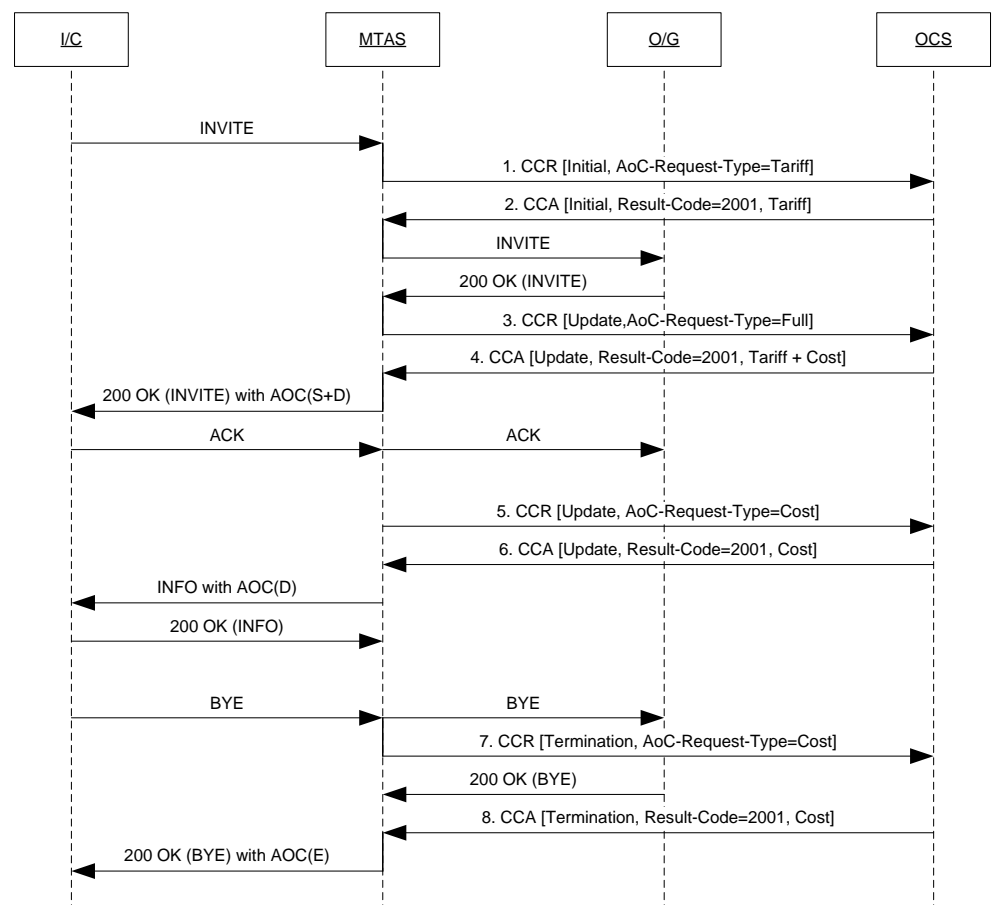 I/C
MTAS
O/G
OCS
INVITE
1. CCR [Initial, AoC-Request-Type=Tariff]
2. CCA [Initial, Result-Code=2001, Tariff]
INVITE
200 OK (INVITE)
3. CCR [Update,AoC-Request-Type=Full]
4. CCA [Update, Result-Code=2001, Tariff + Cost]
200 OK (INVITE) with AOC(S+D)
ACK
ACK
5. CCR [Update, AoC-Request-Type=Cost]
6. CCA [Update, Result-Code=2001, Cost]
INFO with AOC(D)
200 OK (INFO)
BYE
BYE
7. CCR [Termination, AoC-Request-Type=Cost]
200 OK (BYE)
8. CCA [Termination, Result-Code=2001, Cost]
200 OK (BYE) with AOC(E)